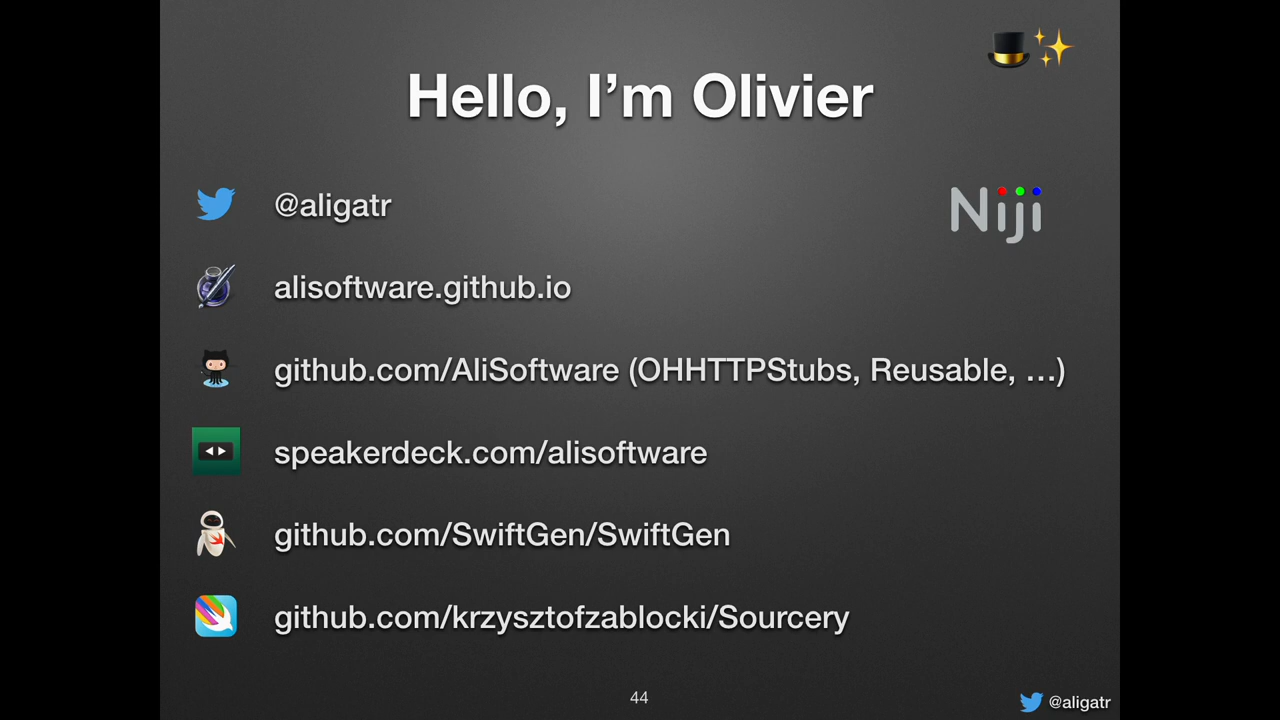 Hello, I’m Olivier
@aligatr
Niji
alisoftware.github.io
github.com/AliSoftware (OHHTTPStubs, Reusable, …)
speakerdeck.com/alisoftware
github.com/SwiftGen/SwiftGen
github.com/krzysztofzablocki/Sourcery
44
@aligatr